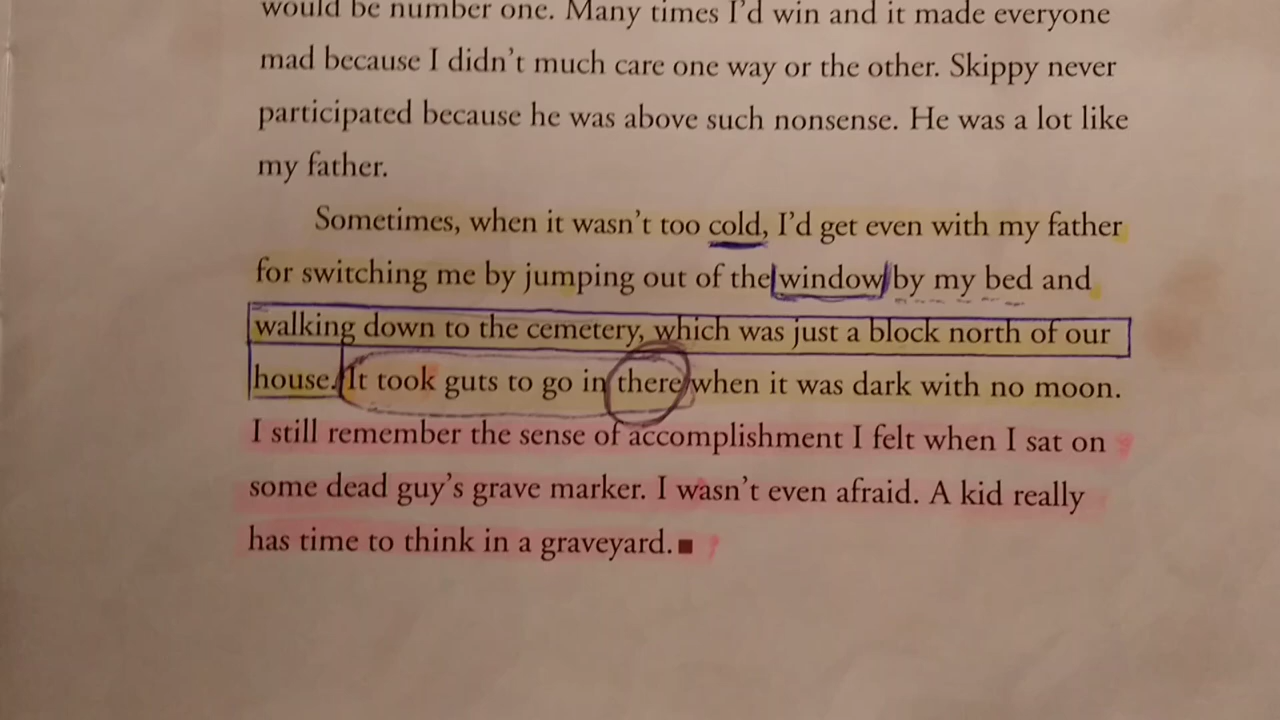 would be number one. Many times I'd win and it made everyone
mad because I didn't much care one way or the other. Skippy never
participated because he was above such nonsense. He was a lot like
my father.
Sometimes, when it wasn't too cold, I'd get even with my father
for switching me by jumping out of the window by my bed and
walking down to the cemetery, which was just a block north of our
house. It took guts to go in there when it was dark with no moon.
I still remember the sense of accomplishment I felt when I sat on
some dead guy's grave marker. I wasn't even afraid. A kid really
has time to think in a graveyard.